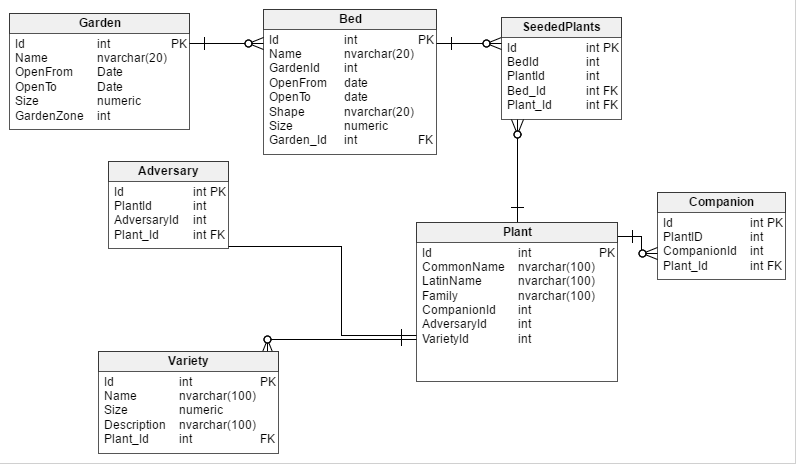 Garden
Id int PK
Name nvarchar(20)
OpenFrom Date
OpenTo Date
Size numeric
GardenZone int
Bed
Id int PK
Name nvarchar(20)
GardenId int
OpenFrom date
OpenTo date
Shape nvarchar(20)
Size numeric
Garden_Id int FK
SeededPlants
Id int PK
BedId int
PlantId int
Bed_Id int FK
Plant_Id int FK
Adversary
Id int PK
PlantId int
AdversaryId int
Plant_Id int FK
Plant
Id int PK
CommonName nvarchar(100)
LatinName nvarchar(100)
Family nvarchar(100)
CompanionId int
AdversaryId int
VarietyId int
Companion
Id int PK
PlantID int
CompanionId int
Plant_Id int FK
Variety
Id int PK
Name nvarchar(100)
Size numeric
Description nvarchar(100)
Plant_Id int FK